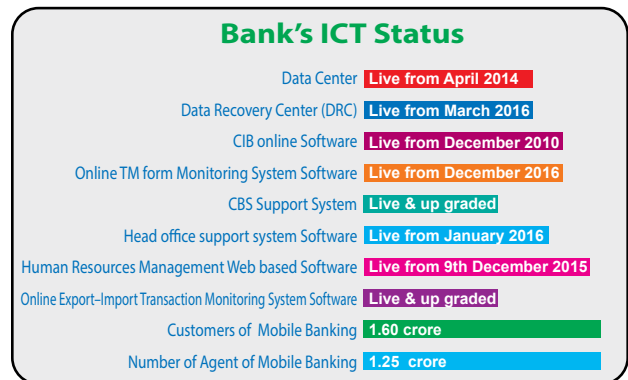 Bank's ICT Status
Data Center Live from April 2014
Data Recovery Center (DRC) Live from March 2016
CIB online Software Live from December 2010
Online TM form Monitoring System Software Live from December 2016
CBS Support System Live & up graded
Head office support system Software Live from January 2016
Human Resources Management Web based Software Live from 9th December 2015
Online Export–Import Transaction Monitoring System Software Live & up graded
Customers of Mobile Banking 1.60 crore
Number of Agent of Mobile Banking 1.25 crore